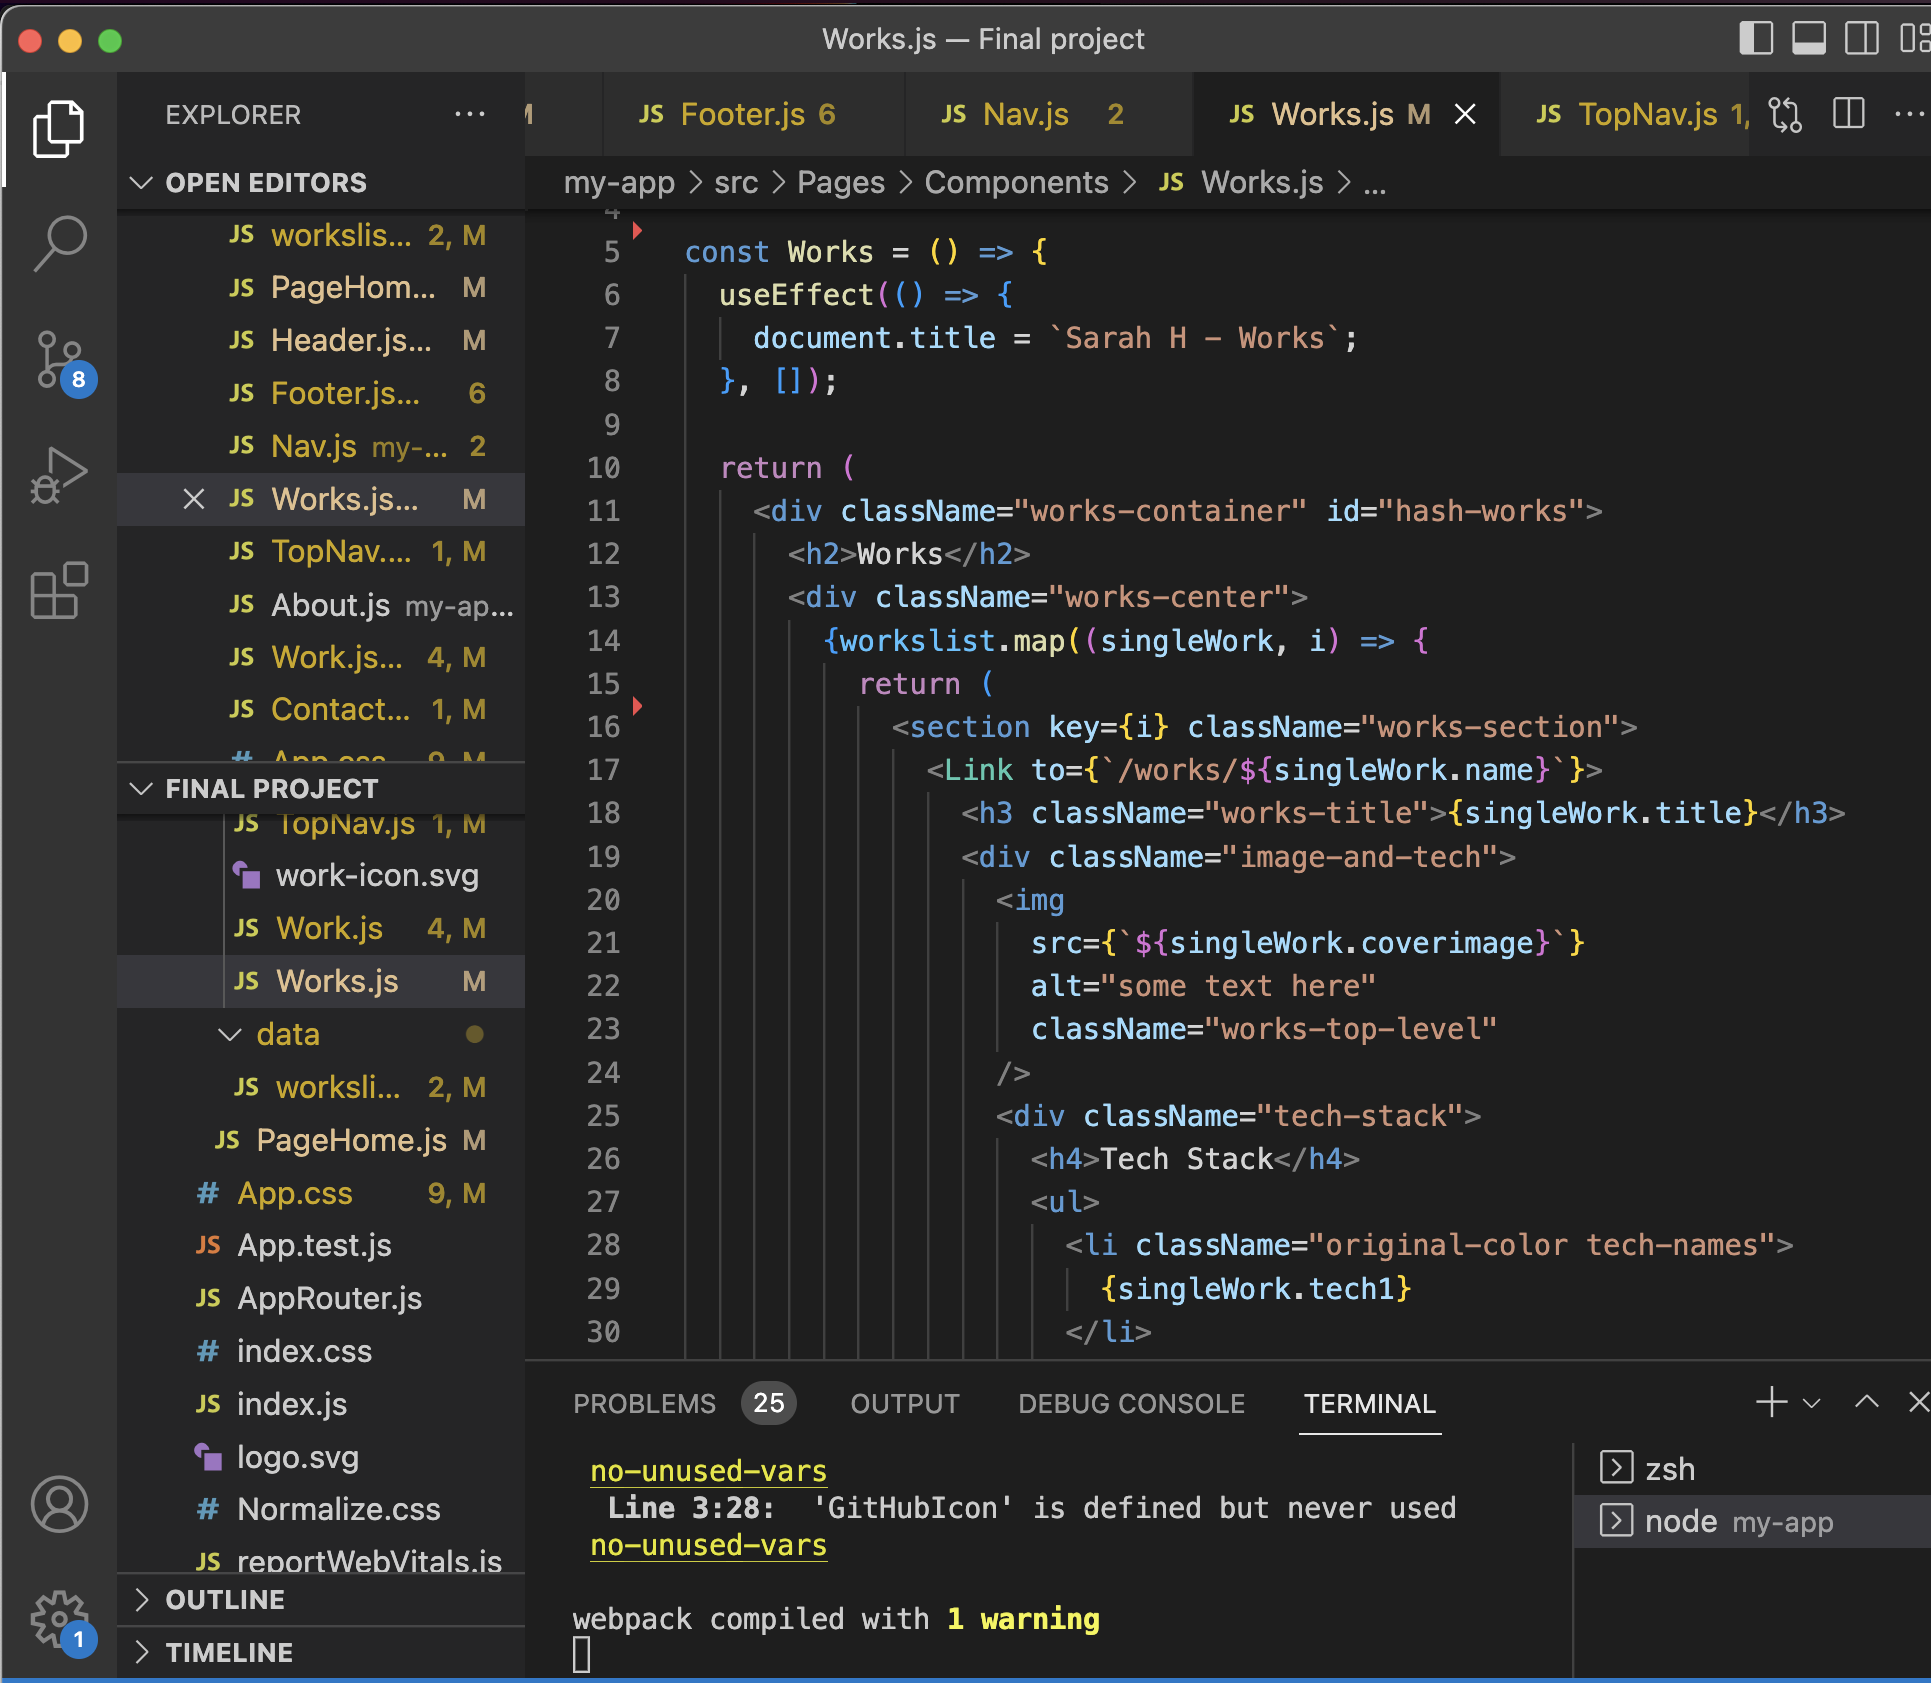 Works.js — Final project
EXPLORER
OPEN EDITORS
JS workslis... 2, M
JS PageHom... M
JS Header.js... M
JS Footer.js... 6
JS Nav.js my-... 2
JS Works.js... M
JS TopNav.... 1, M
JS About.js my-ap...
JS Work.js... 4, M
JS Contact... 1, M
# App.css 9, M
FINAL PROJECT
JS TopNav.js 1, M
work-icon.svg
JS Work.js 4, M
JS Works.js M
data
JS worksli... 2, M
JS PageHome.js M
# App.css 9, M
JS App.test.js
JS AppRouter.js
# index.css
JS index.js
logo.svg
# Normalize.css
JS reportWebVitals.js
OUTLINE
TIMELINE
8
1
M JS Footer.js 6 JS Nav.js 2 JS Works.js M JS TopNav.js 1,
my-app > src > Pages > Components > JS Works.js > ...
4
5 const Works = () => {
6 useEffect(() => {
7 document.title = `Sarah H - Works`;
8 }, []);
9
10 return (
11 <div className="works-container" id="hash-works">
12 <h2>Works</h2>
13 <div className="works-center">
14 {workslist.map((singleWork, i) => {
15 return (
16 <section key={i} className="works-section">
17 <Link to={`/works/${singleWork.name}`}>
18 <h3 className="works-title">{singleWork.title}</h3>
19 <div className="image-and-tech">
20 <img
21 src={`${singleWork.coverimage}`}
22 alt="some text here"
23 className="works-top-level"
24 />
25 <div className="tech-stack">
26 <h4>Tech Stack</h4>
27 <ul>
28 <li className="original-color tech-names">
29 {singleWork.tech1}
30 </li>
PROBLEMS 25 OUTPUT DEBUG CONSOLE TERMINAL
no-unused-vars
Line 3:28: 'GitHubIcon' is defined but never used
no-unused-vars
webpack compiled with 1 warning
zsh
node my-app